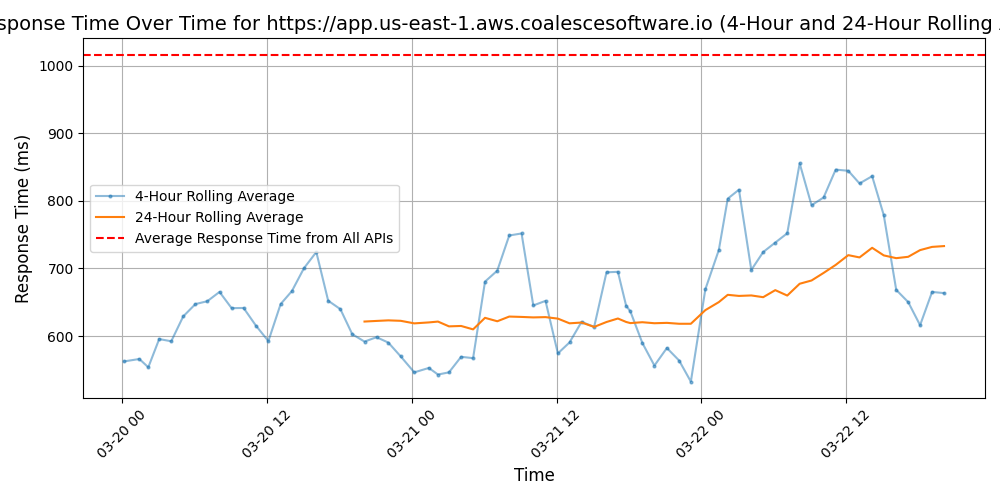 sponse Time Over Time for https://app.us-east-1.aws.coalescesoftware.io (4-Hour and 24-Hour Rolling
1000
900
800
700
600
Response Time (ms)
4-Hour Rolling Average
24-Hour Rolling Average
Average Response Time from All APIs
03-20 00
03-20 12
03-21 00
03-21 12
03-22 00
03-22 12
Time